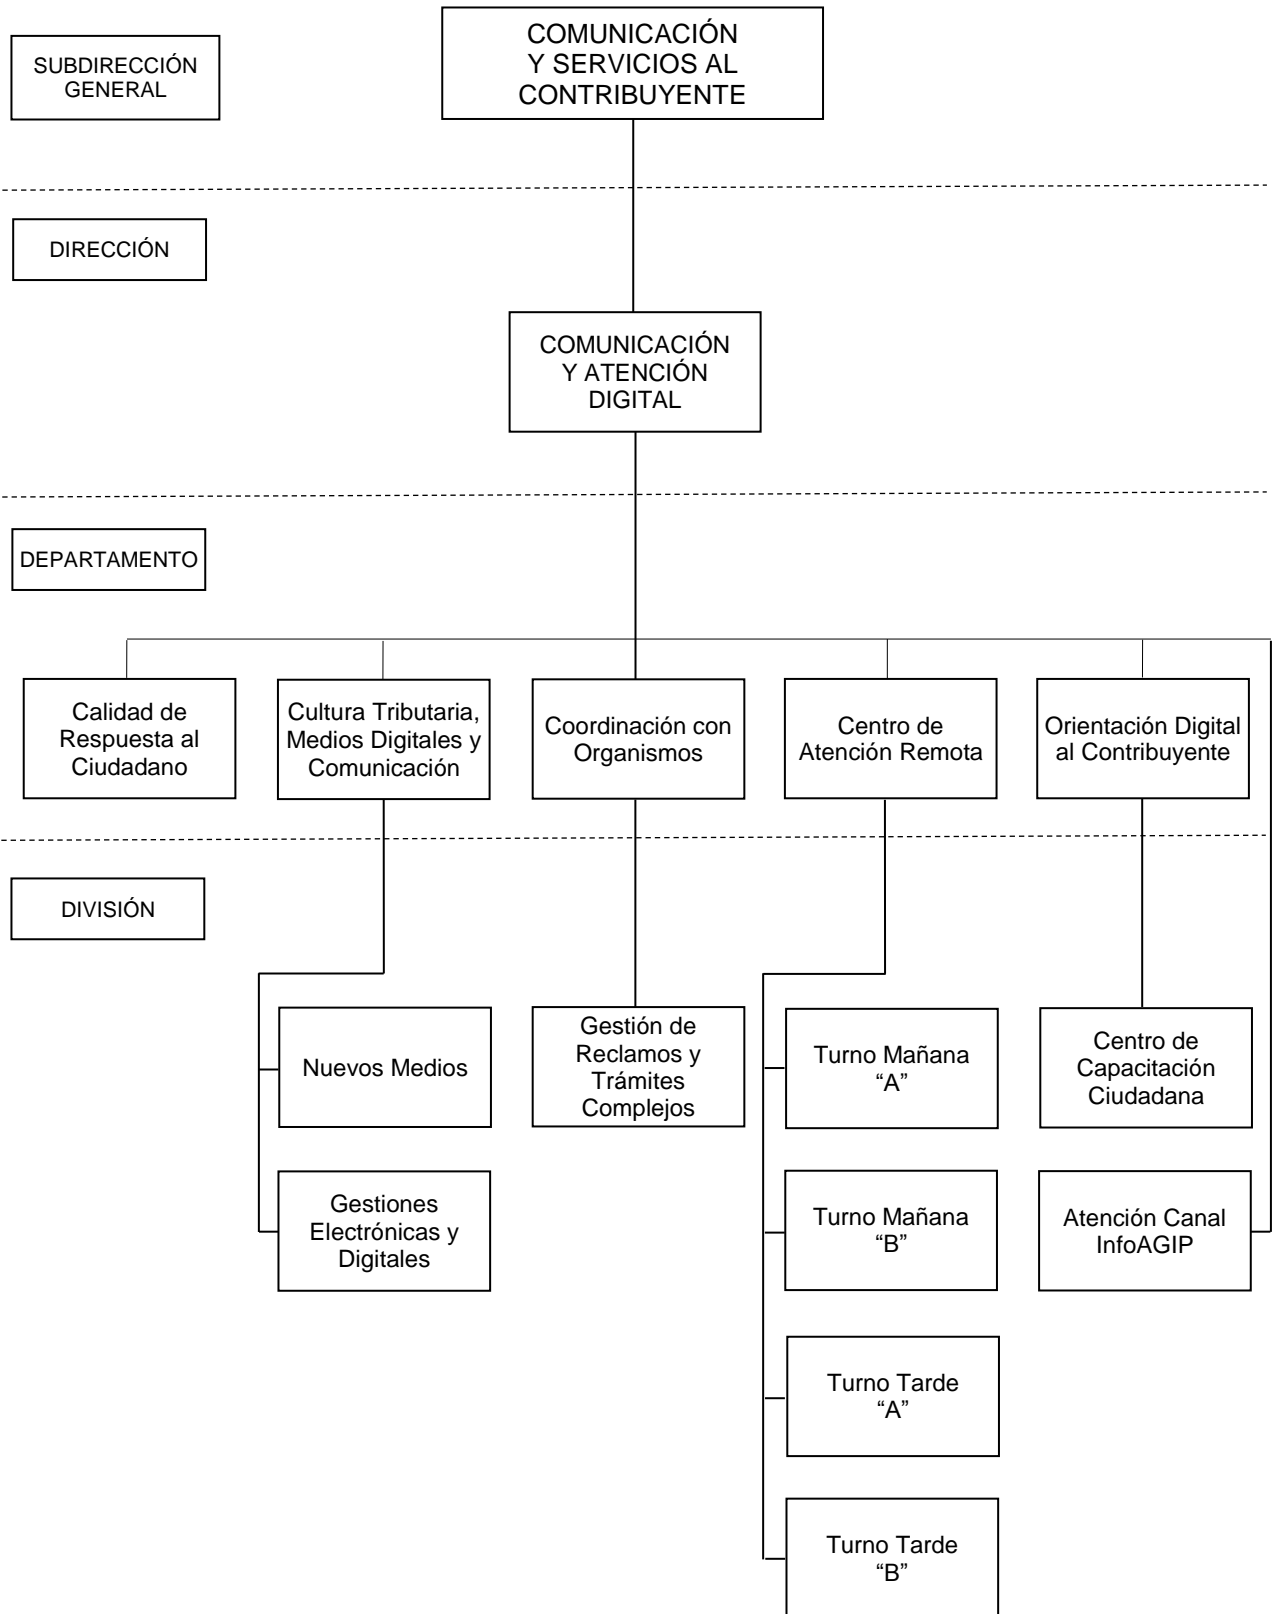 SUBDIRECCIÓN
GENERAL
COMUNICACIÓN
Y SERVICIOS AL
CONTRIBUYENTE
DIRECCIÓN
COMUNICACIÓN
Y ATENCIÓN
DIGITAL
DEPARTAMENTO
Calidad de
Respuesta al
Ciudadano
Cultura Tributaria,
Medios Digitales y
Comunicación
Coordinación con
Organismos
Centro de
Atención Remota
Orientación Digital
al Contribuyente
DIVISIÓN
Nuevos Medios
Gestiones
Electrónicas y
Digitales
Gestión de
Reclamos y
Trámites
Complejos
Turno Mañana
“A”
Turno Mañana
“B”
Turno Tarde
“A”
Turno Tarde
“B”
Centro de
Capacitación
Ciudadana
Atención Canal
InfoAGIP